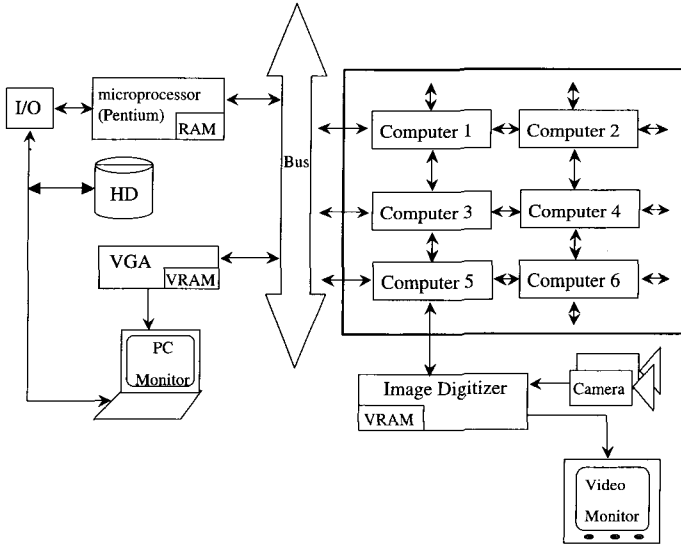 I/O
microprocessor
(Pentium)
RAM
HD
VGA
VRAM
PC
Monitor
Bus
Computer 1
Computer 2
Computer 3
Computer 4
Computer 5
Computer 6
Image Digitizer
VRAM
Camera
Video
Monitor